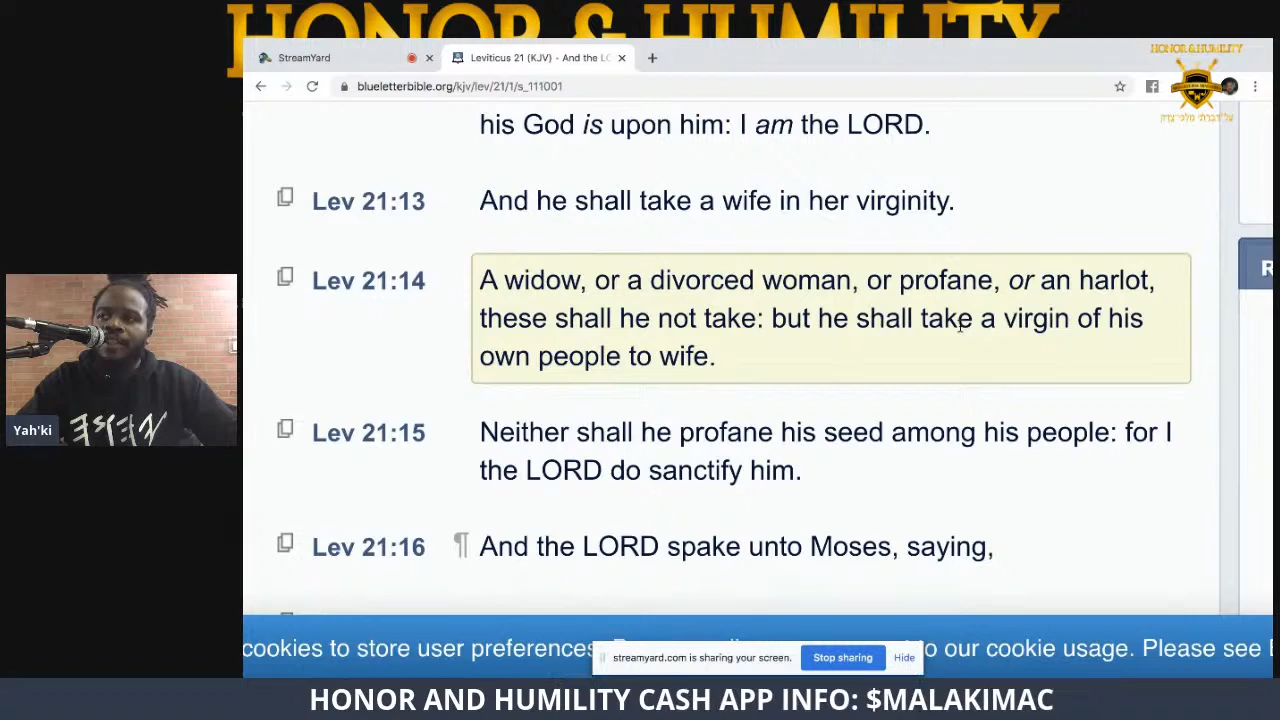 HONOR & HUMILITY
StreamYard
Leviticus 21 (KJV) - And the LO
HONOR & HUMILITY
blueletterbible.org/kjv/lev/21/1/s_111001
his God is upon him: I am the LORD.
Lev 21:13 And he shall take a wife in her virginity.
Lev 21:14 A widow, or a divorced woman, or profane, or an harlot,
these shall he not take: but he shall take a virgin of his
own people to wife.
Yah'ki
Lev 21:15 Neither shall he profane his seed among his people: for I
the LORD do sanctify him.
Lev 21:16 ¶ And the LORD spake unto Moses, saying,
cookies to store user preferences. to our cookie usage. Please see
streamyard.com is sharing your screen. Stop sharing Hide
HONOR AND HUMILITY CASH APP INFO: $MALAKIMAC